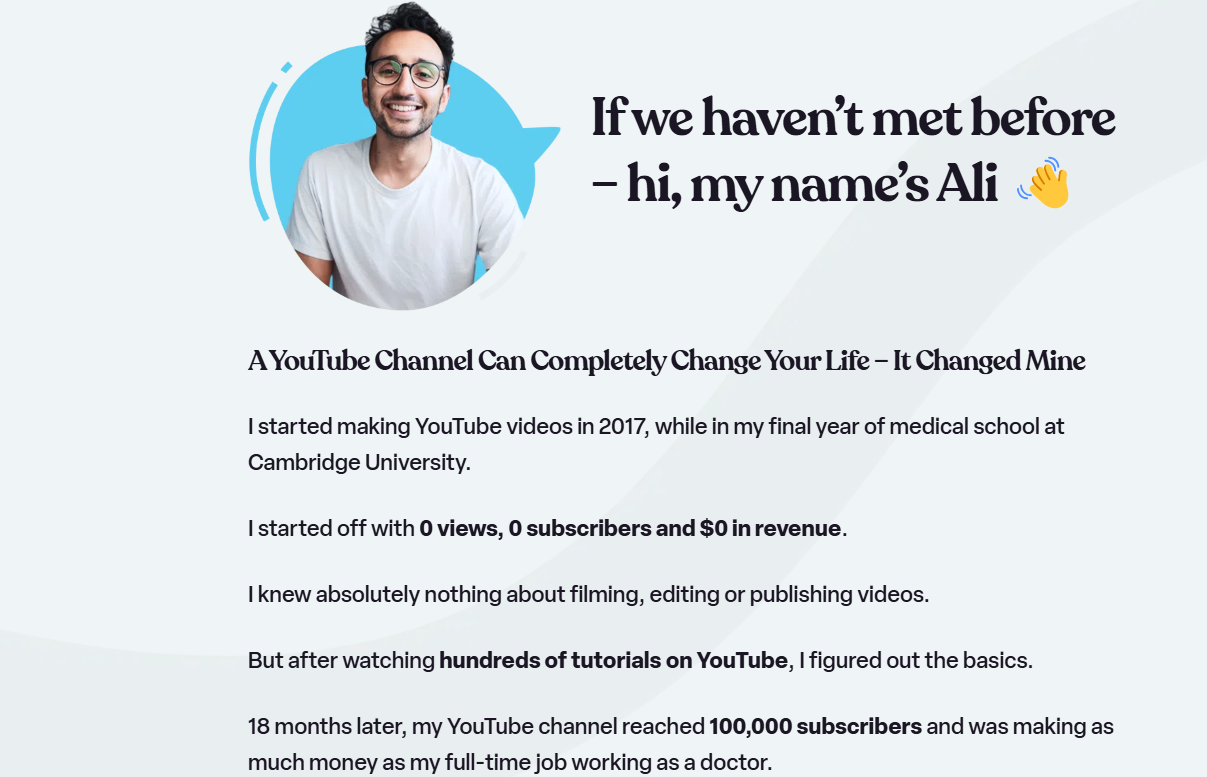 If we haven’t met before
– hi, my name’s Ali 👋
A YouTube Channel Can Completely Change Your Life – It Changed Mine
I started making YouTube videos in 2017, while in my final year of medical school at
Cambridge University.
I started off with 0 views, 0 subscribers and $0 in revenue.
I knew absolutely nothing about filming, editing or publishing videos.
But after watching hundreds of tutorials on YouTube, I figured out the basics.
18 months later, my YouTube channel reached 100,000 subscribers and was making as
much money as my full-time job working as a doctor.